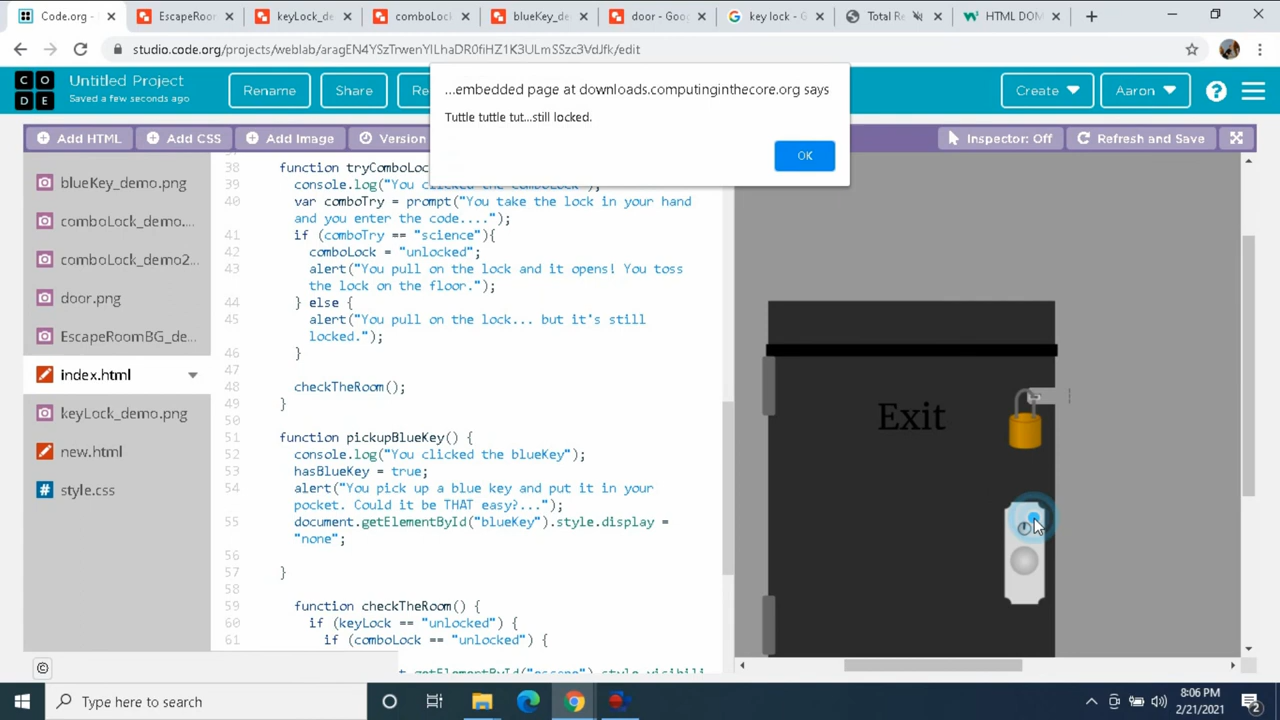 Code.org - 
EscapeRoo
keyLock_de
comboLock
blueKey_de
door - Goo
key lock - G
Total Re
HTML DOM
studio.code.org/projects/weblab/aragEN4YSzTrwenYILhaDR0fiHZ1K3ULmSSzc3VdJfk/edit
CO
DE
Untitled Project
Saved a few seconds ago
Rename
Share
Re
Create
Aaron
...embedded page at downloads.computinginthecore.org says
Tuttle tuttle tut...still locked.
OK
Add HTML
Add CSS
Add Image
Version
Inspector: Off
Refresh and Save
blueKey_demo.png
comboLock_demo....
comboLock_demo2...
door.png
EscapeRoomBG_de...
index.html
keyLock_demo.png
new.html
style.css
38 function tryComboLoc
39 console.log("You clicked the comboLock");
40 var comboTry = prompt("You take the lock in your hand
and you enter the code....");
41 if (comboTry == "science"){
42 comboLock = "unlocked";
43 alert("You pull on the lock and it opens! You toss
the lock on the floor.");
44 } else {
45 alert("You pull on the lock... but it's still
locked.");
46 }
47
48 checkTheRoom();
49 }
50
51 function pickupBlueKey() {
52 console.log("You clicked the blueKey");
53 hasBlueKey = true;
54 alert("You pick up a blue key and put it in your
pocket. Could it be THAT easy?...");
55 document.getElementById("blueKey").style.display =
"none";
56
57 }
58
59 function checkTheRoom() {
60 if (keyLock == "unlocked") {
61 if (comboLock == "unlocked") {
t.getElementById("escape").style.visibili
Exit
Type here to search
8:06 PM
2/21/2021
2